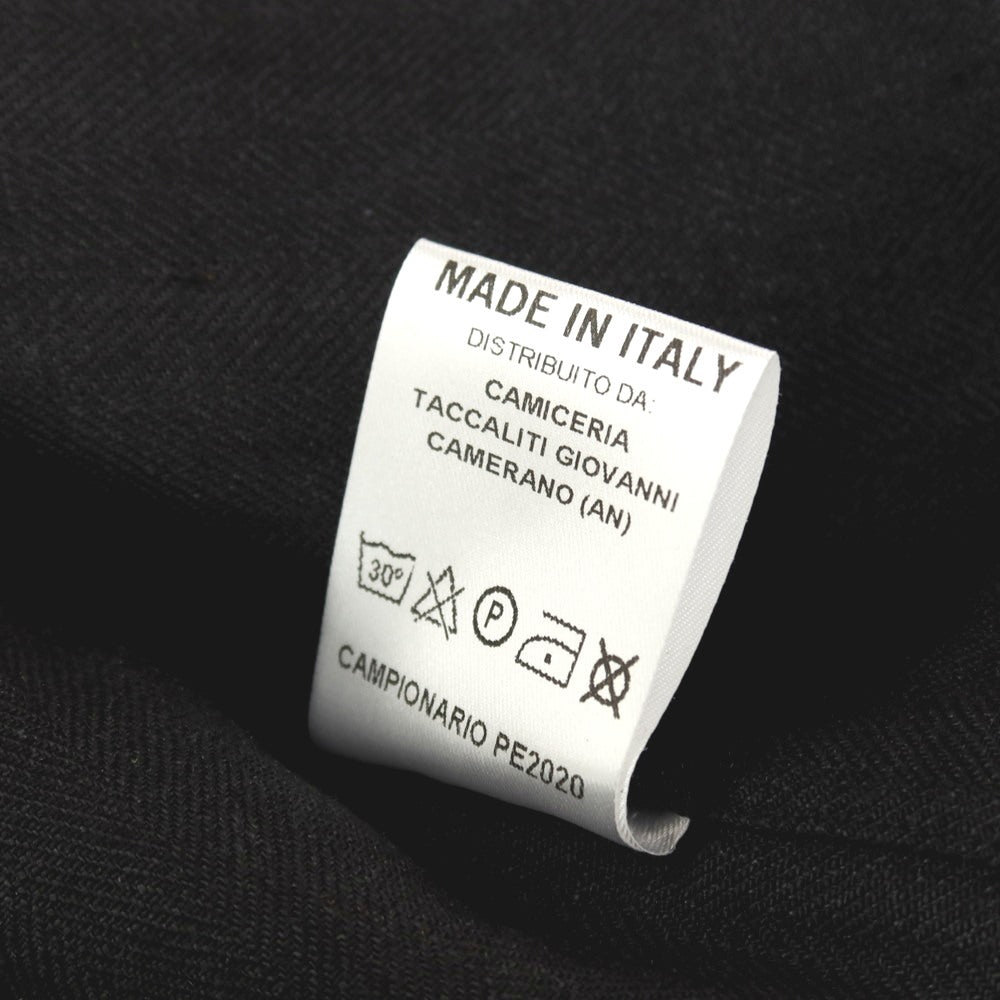 MADE IN ITALY
DISTRIBUITO DA:
CAMICERIA
TACCALITI GIOVANNI
CAMERANO (AN)
30° P
CAMPIONARIO PE2020